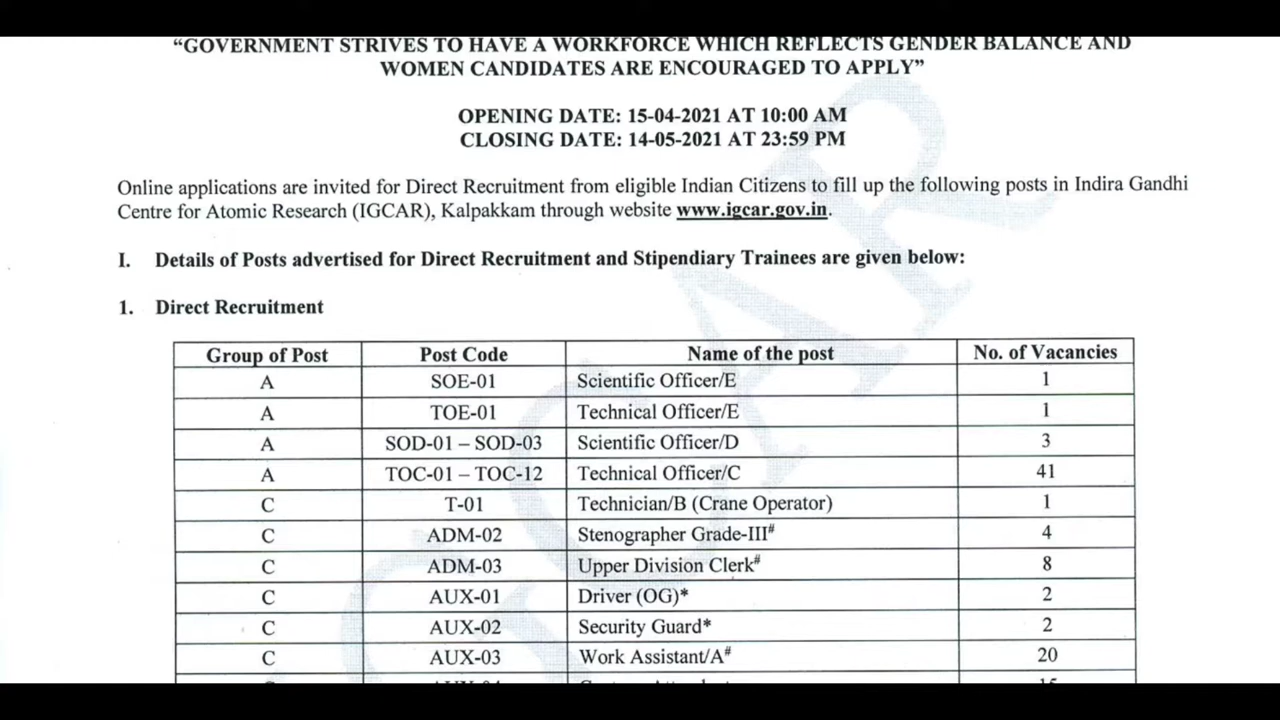 “GOVERNMENT STRIVES TO HAVE A WORKFORCE WHICH REFLECTS GENDER BALANCE AND
WOMEN CANDIDATES ARE ENCOURAGED TO APPLY”
OPENING DATE: 15-04-2021 AT 10:00 AM
CLOSING DATE: 14-05-2021 AT 23:59 PM
Online applications are invited for Direct Recruitment from eligible Indian Citizens to fill up the following posts in Indira Gandhi
Centre for Atomic Research (IGCAR), Kalpakkam through website www.igcar.gov.in.
I. Details of Posts advertised for Direct Recruitment and Stipendiary Trainees are given below:
1. Direct Recruitment
Group of Post Post Code Name of the post No. of Vacancies
A SOE-01 Scientific Officer/E 1
A TOE-01 Technical Officer/E 1
A SOD-01 – SOD-03 Scientific Officer/D 3
A TOC-01 – TOC-12 Technical Officer/C 41
C T-01 Technician/B (Crane Operator) 1
C ADM-02 Stenographer Grade-III# 4
C ADM-03 Upper Division Clerk# 8
C AUX-01 Driver (OG)* 2
C AUX-02 Security Guard* 2
C AUX-03 Work Assistant/A# 20